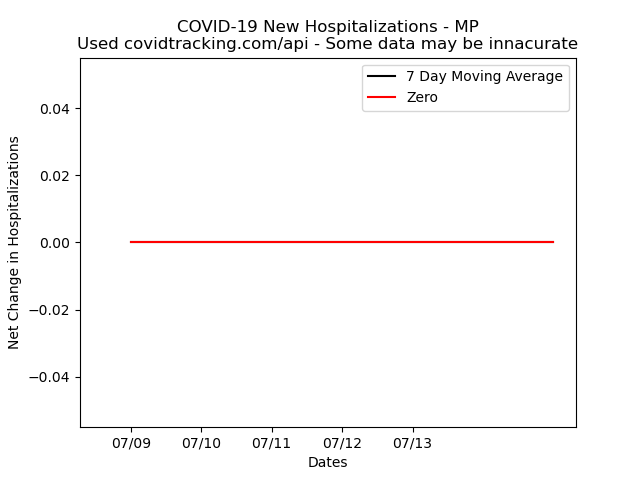 COVID-19 New Hospitalizations - MP
Used covidtracking.com/api - Some data may be innacurate
7 Day Moving Average
Zero
Net Change in Hospitalizations
0.04
0.02
0.00
−0.02
−0.04
07/09 07/10 07/11 07/12 07/13
Dates